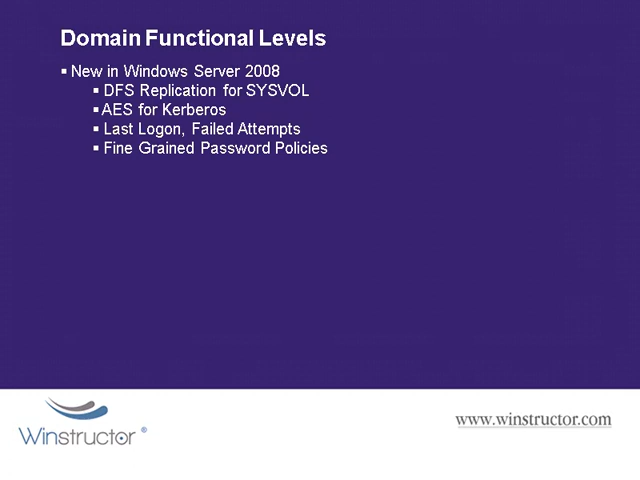 Domain Functional Levels
▪ New in Windows Server 2008
▪ DFS Replication for SYSVOL
▪ AES for Kerberos
▪ Last Logon, Failed Attempts
▪ Fine Grained Password Policies
Winstructor ®
www.winstructor.com